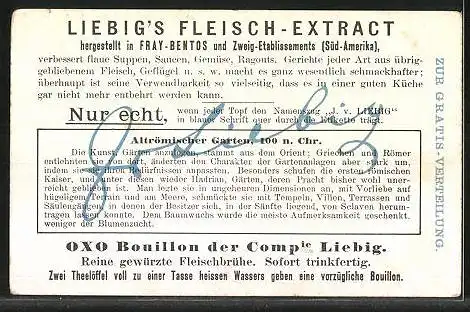 LIEBIG'S FLEISCH-EXTRACT
hergestellt in FRAY-BENTOS und Zweig-Etablissements (Süd-Amerika),
verbessert flaue Suppen, Saucen, Gemüse, Ragouts. Gerichte jeder Art aus übrig-
gebliebenem Fleisch, Geflügel u. s. w. macht es ganz wesentlich schmackhafter;
überhaupt ist seine Verwendbarkeit so vielseitig, dass es in einer guten Küche
gar nicht mehr entbehrt werden kann.
Nur echt, wenn jeder Topf den Namenszug „J. v. LIEBIG"
in blauer Schrift quer durch die Etikette trägt.
J. v. Liebig
Altrömischer Garten, 100 n. Chr.
Die Kunst, Gärten anzulegen, stammt aus dem Orient; Griechen und Römer
entlehnten sie von dort, änderten den Charakter der Gartenanlagen aber stark um,
indem sie ihren Bedürfnissen anpassten. Besonders schufen die ersten römischen
Kaiser, und unter diesen wieder Hadrian, Gärten, deren Pracht bisher wohl uner-
reicht geblieben ist. Man legte sie in ungeheuren Dimensionen an, mit Vorliebe auf
hügeligem Terrain und am Meere, schmückte sie mit Tempeln, Villen, Terrassen und
Säulengängen, in denen der Besitzer sich, in der Sänfte liegend, von Sclaven herumtra-
gen lassen konnte. Dem Baumwuchs wurde die meiste Aufmerksamkeit geschenkt,
weniger der Blumenzucht.
OXO Bouillon der Compie Liebig.
Reine gewürzte Fleischbrühe. Sofort trinkfertig.
Zwei Theelöffel voll zu einer Tasse heissen Wassers geben eine vorzügliche Bouillon.
ZUR GRATIS-VERTEILUNG.